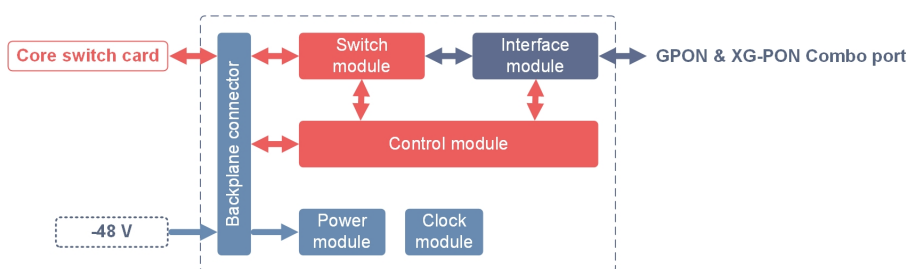 Core switch card
Backplane connector
Switch
module
Interface
module
GPON & XG-PON Combo port
Control module
-48 V
Power
module
Clock
module